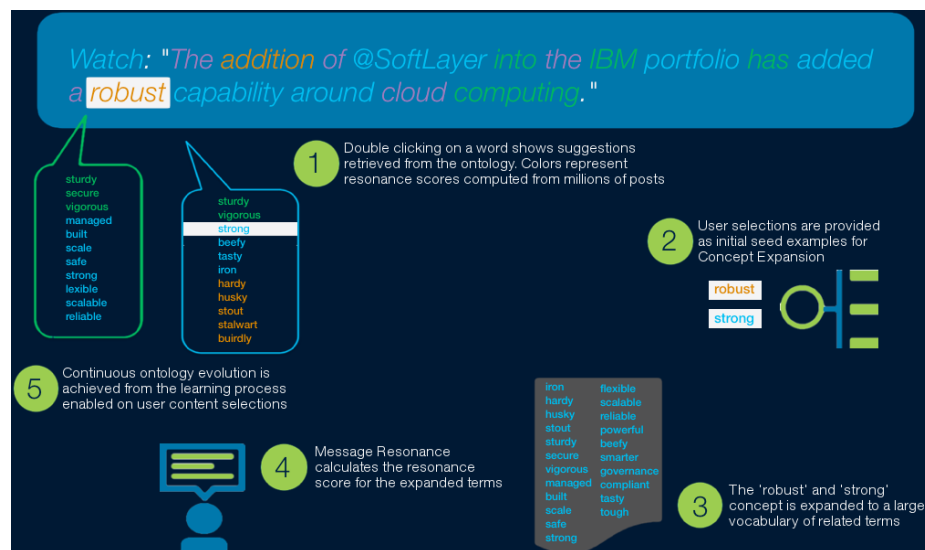 Watch: "The addition of @SoftLayer into the IBM portfolio has added
a robust capability around cloud computing."
1
Double clicking on a word shows suggestions
retrieved from the ontology. Colors represent
resonance scores computed from millions of posts
sturdy
secure
vigorous
managed
built
scale
safe
strong
lexible
scalable
reliable
sturdy
vigorous
strong
beefy
tasty
iron
hardy
husky
stout
stalwart
buirdly
2
User selections are provided
as initial seed examples for
Concept Expansion
robust
strong
5
Continuous ontology evolution is
achieved from the learning process
enabled on user content selections
4
Message Resonance
calculates the resonance
score for the expanded terms
iron
hardy
husky
stout
sturdy
secure
vigorous
managed
built
scale
safe
strong
flexible
scalable
reliable
powerful
beefy
smarter
governance
compliant
tasty
tough
3
The 'robust' and 'strong'
concept is expanded to a large
vocabulary of related terms